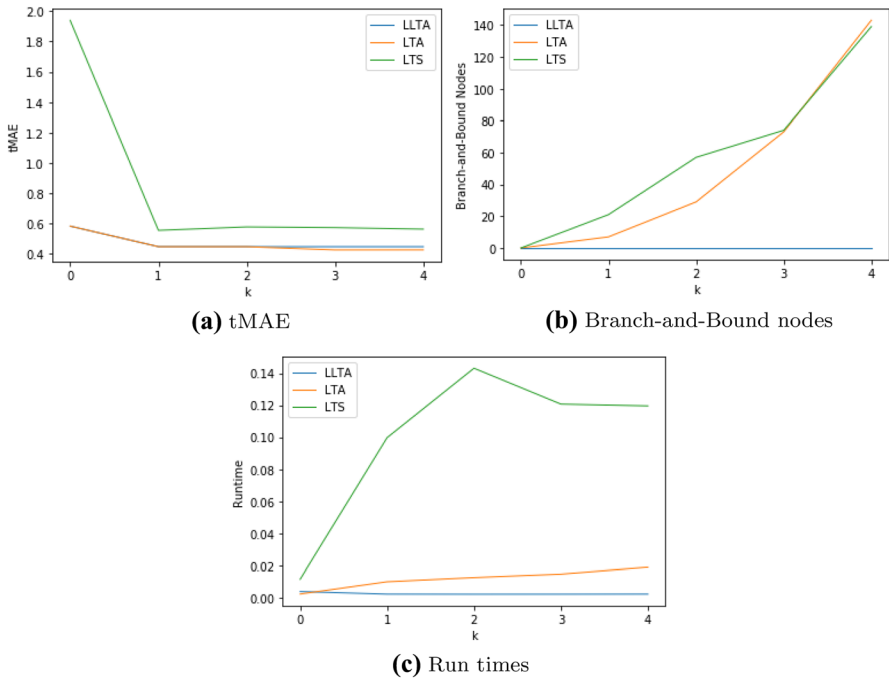 2.0
1.8
1.6
1.4
1.2
1.0
0.8
0.6
0.4
tMAE
0 1 2 3 4
k
LLTA
LTA
LTS
(a) tMAE
140
120
100
80
60
40
20
0
Branch-and-Bound Nodes
0 1 2 3 4
k
LLTA
LTA
LTS
(b) Branch-and-Bound nodes
0.14
0.12
0.10
0.08
0.06
0.04
0.02
0.00
Runtime
0 1 2 3 4
k
LLTA
LTA
LTS
(c) Run times